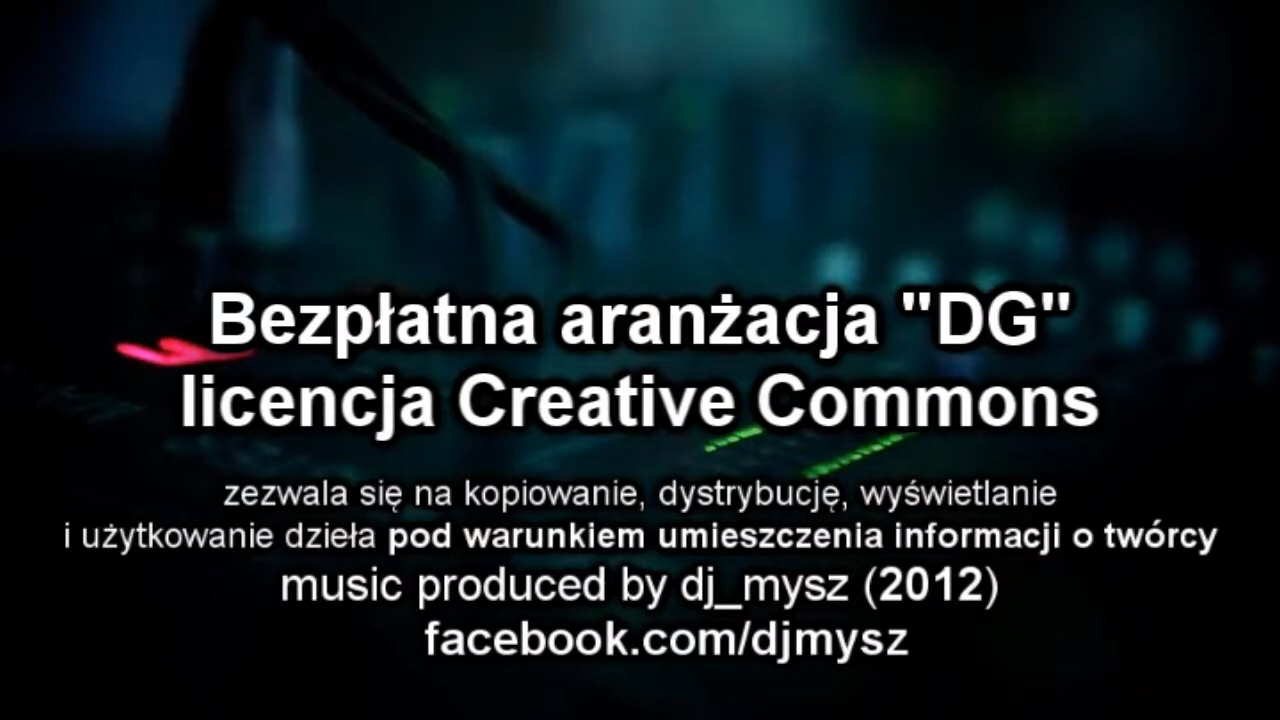 Bezpłatna aranżacja "DG"
licencja Creative Commons
zezwala się na kopiowanie, dystrybucję, wyświetlanie
i użytkowanie dzieła pod warunkiem umieszczenia informacji o twórcy
music produced by dj_mysz (2012)
facebook.com/djmysz